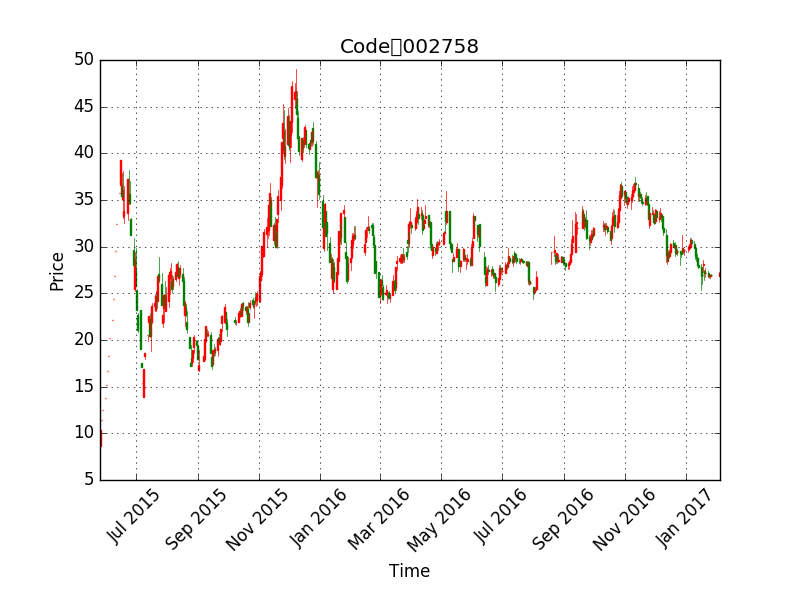 Code▯002758
50
45
40
35
30
25
20
15
10
5
Price
Jul 2015
Sep 2015
Nov 2015
Jan 2016
Mar 2016
May 2016
Jul 2016
Sep 2016
Nov 2016
Jan 2017
Time